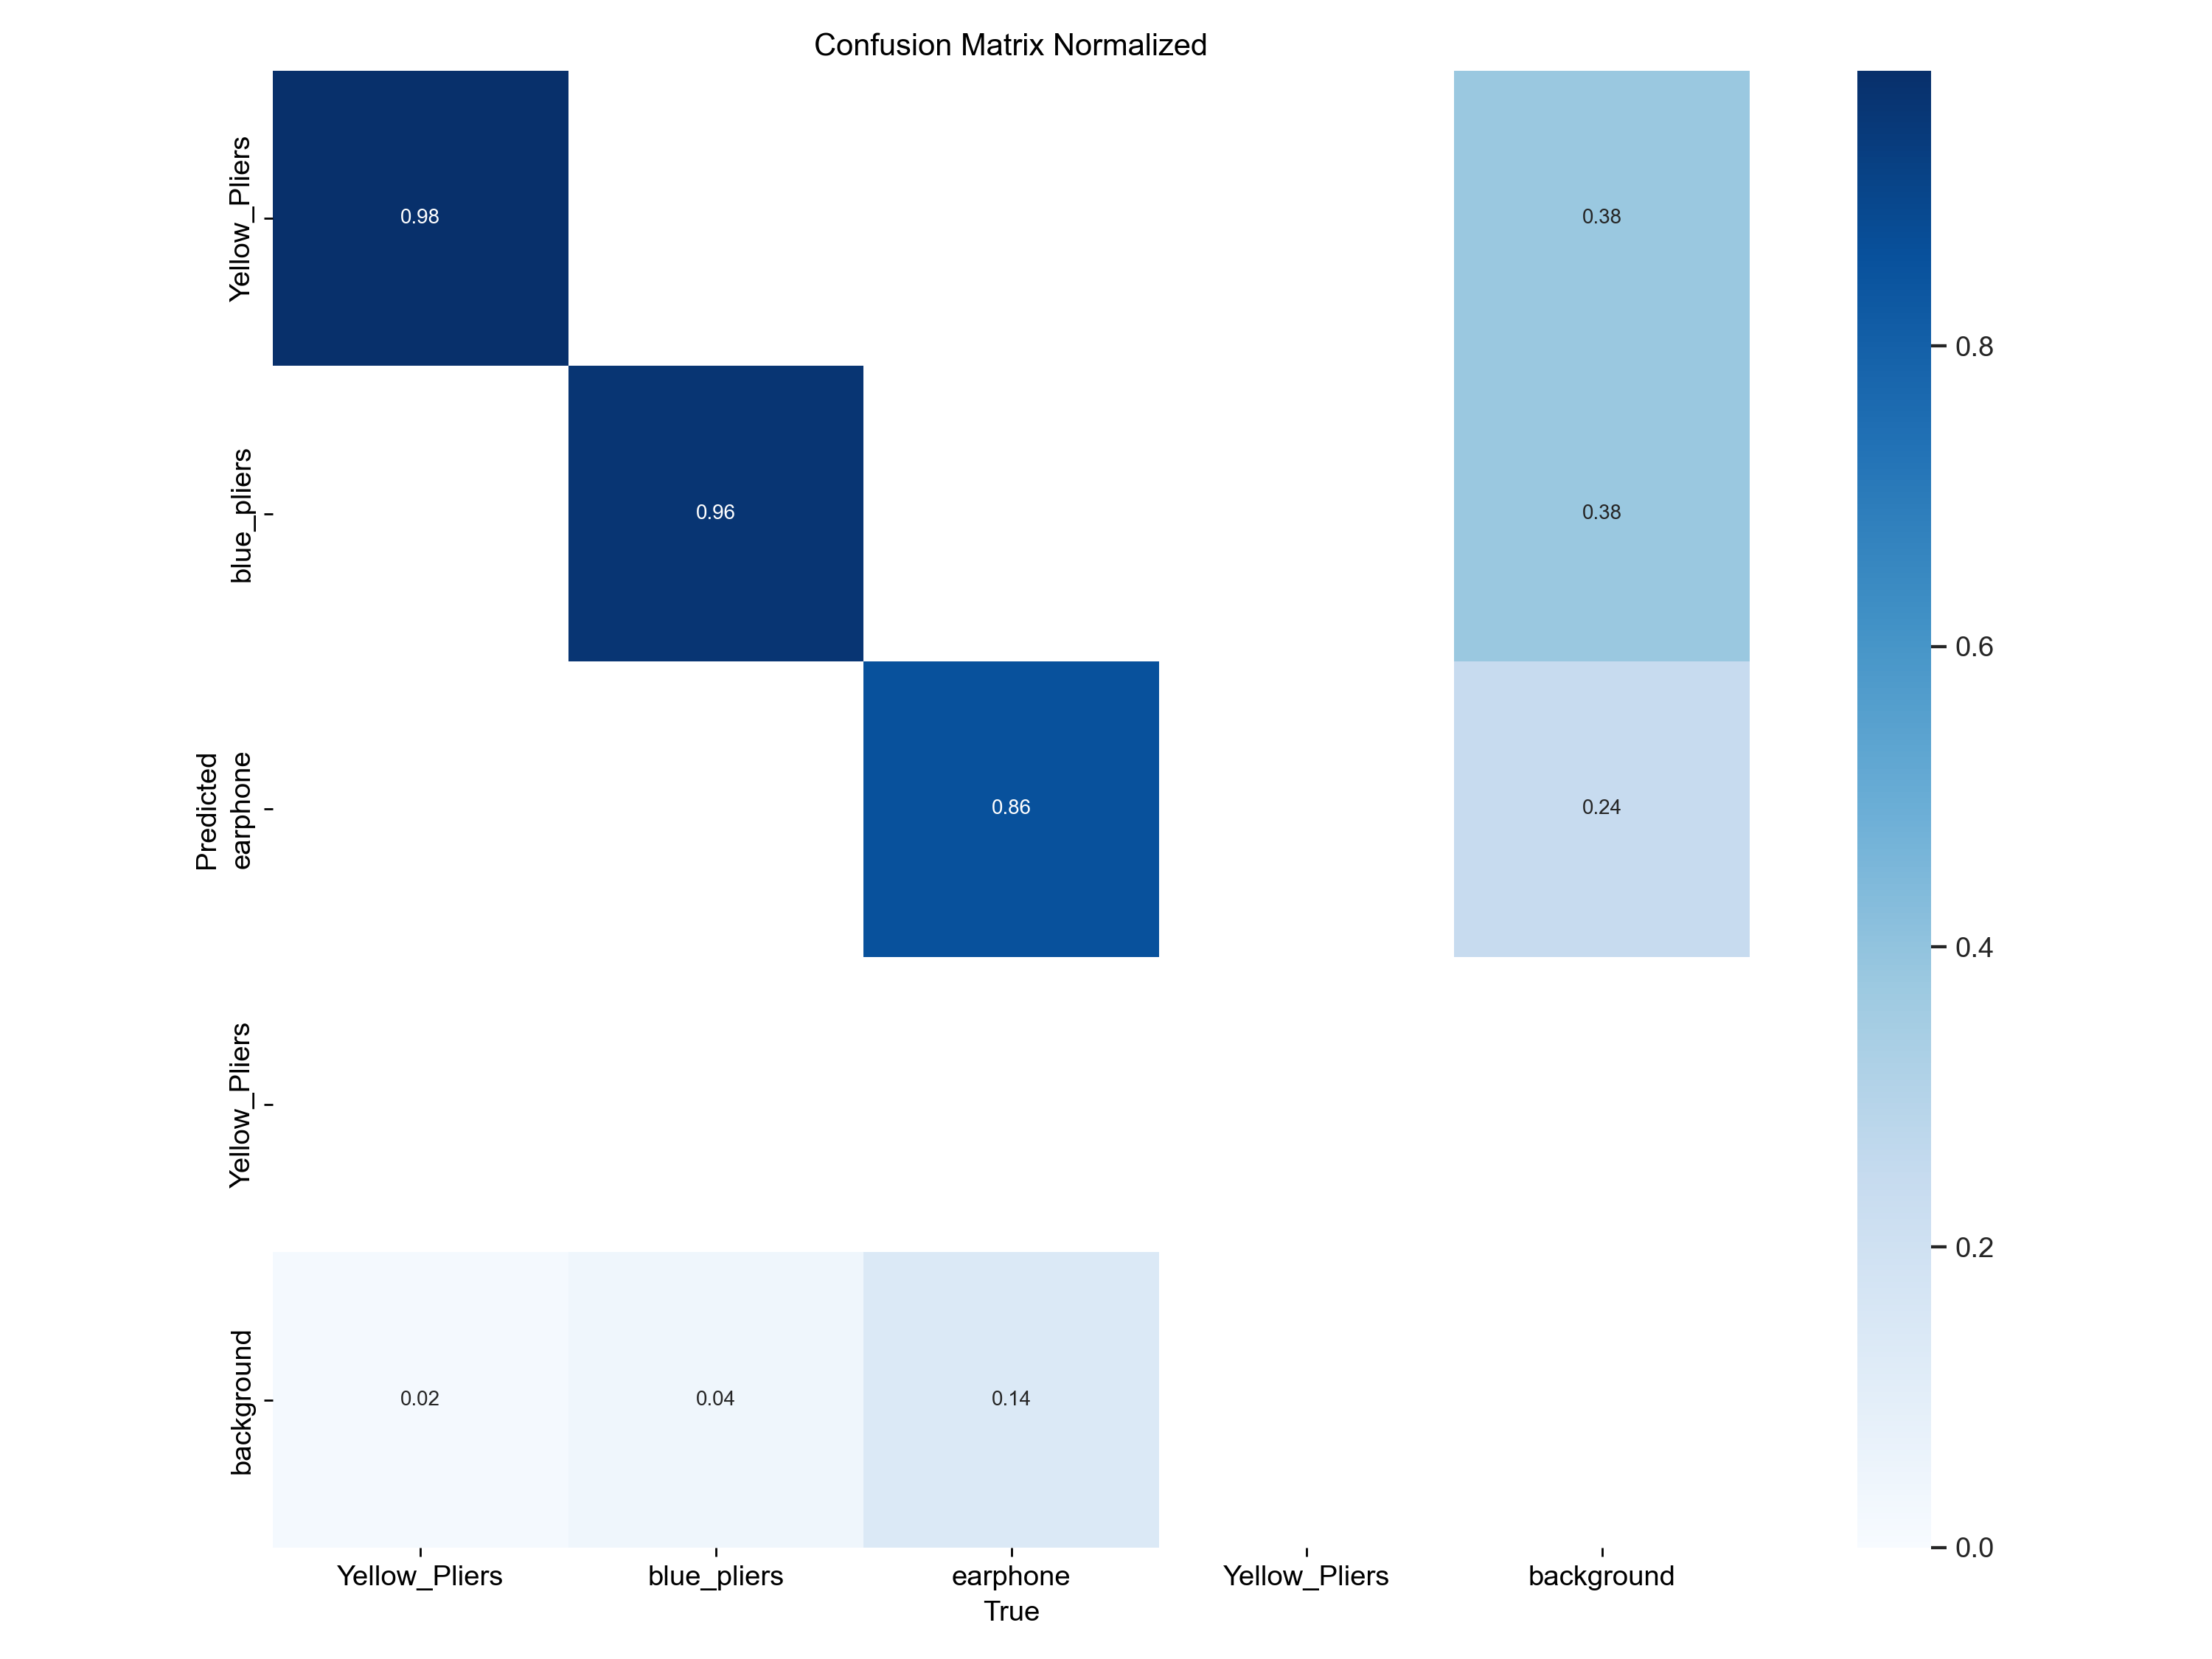 Confusion Matrix Normalized
Yellow_Pliers
0.98
0.38
0.8
blue_pliers
0.96
0.38
0.6
Predicted
earphone
0.86
0.24
0.4
Yellow_Pliers
0.2
background
0.02
0.04
0.14
0.0
Yellow_Pliers
blue_pliers
earphone
Yellow_Pliers
background
True